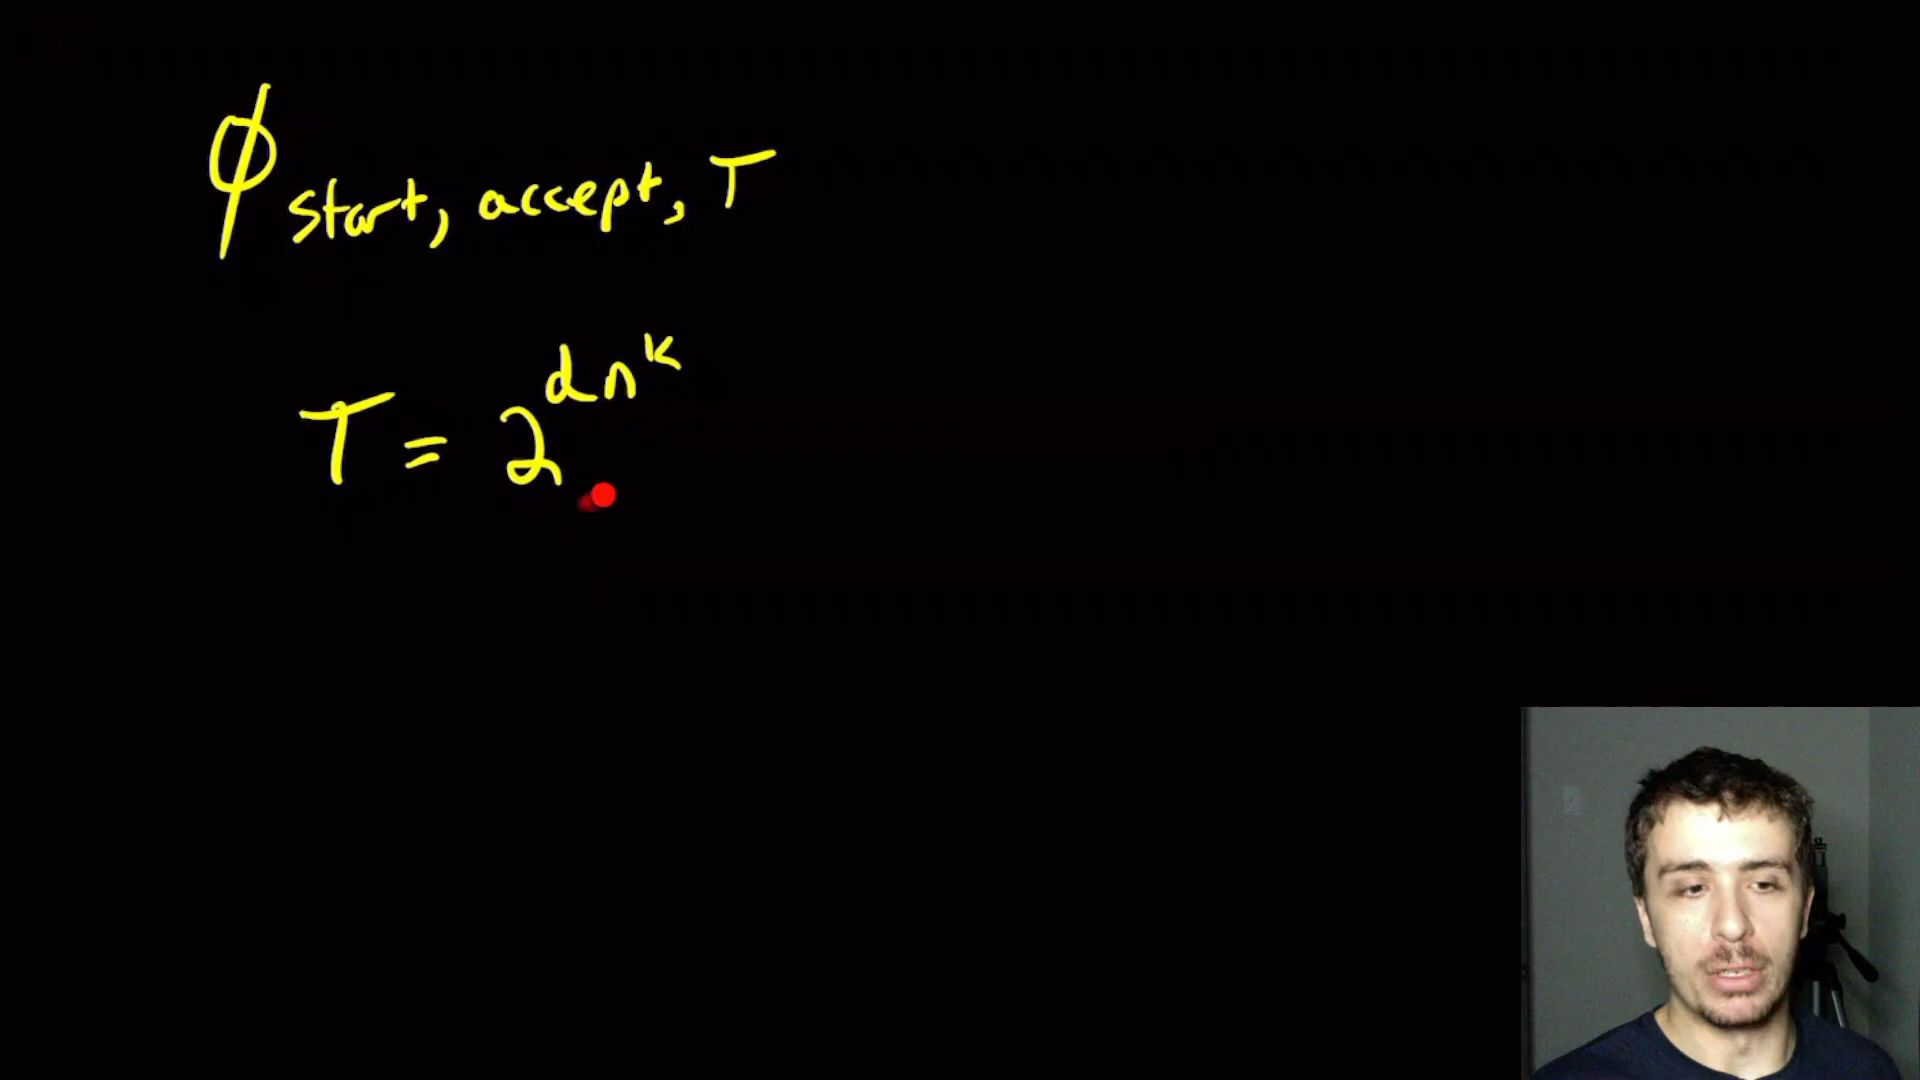 ϕ start, accept, T
T = 2^{dn^k}